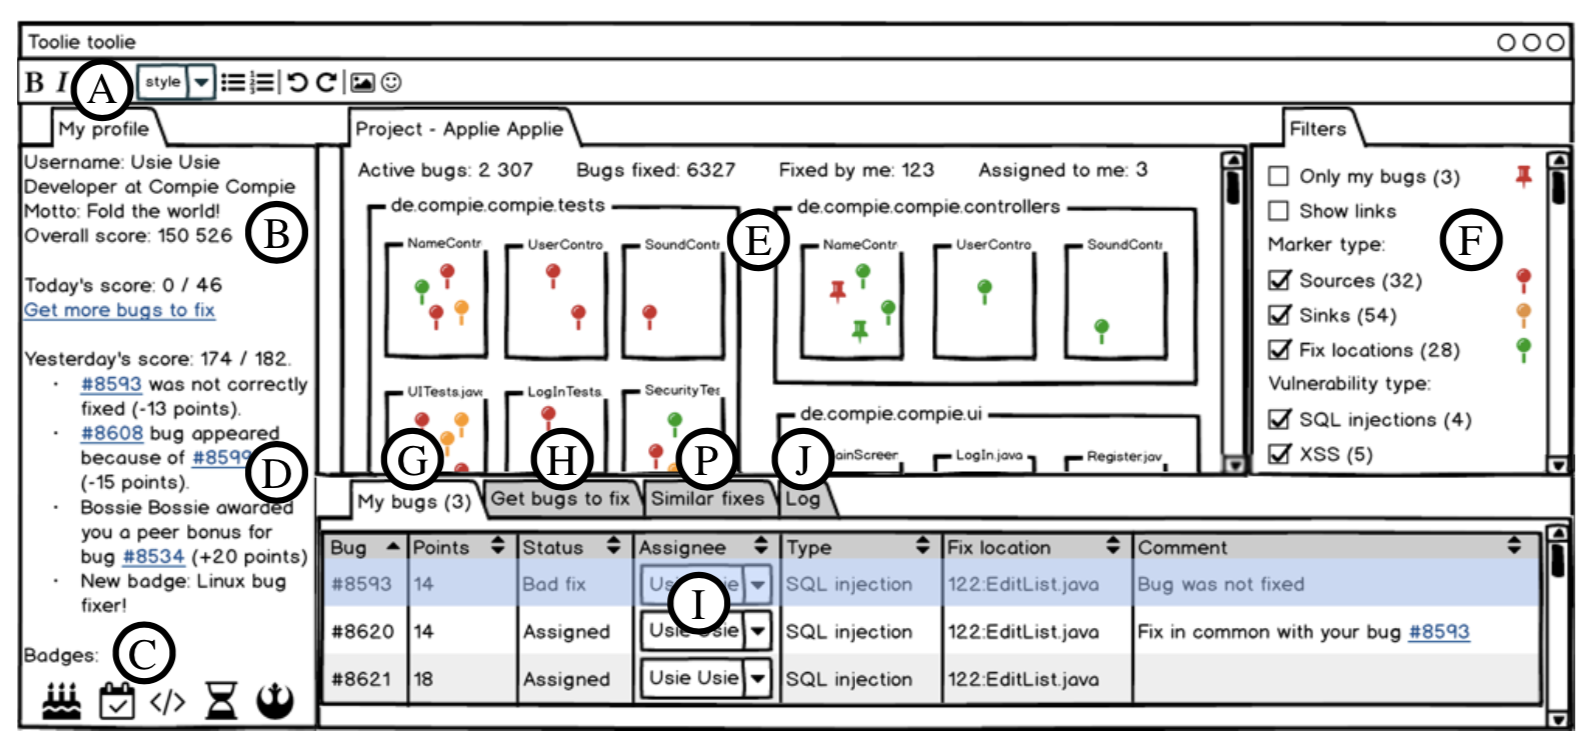 Toolie toolie
B I A style
My profile
Username: Usie Usie
Developer at Compie Compie
Motto: Fold the world!
Overall score: 150 526
B
Today's score: 0 / 46
Get more bugs to fix
Yesterday's score: 174 / 182.
· #8593 was not correctly
fixed (-13 points).
· #8608 bug appeared
because of
D
(-15 points).
· Bossie Bossie awarded
you a peer bonus for
bug #8534 (+20 points)
· New badge: Linux bug
fixer!
Badges:
C
</>
Project - Applie Applie
Active bugs: 2 307 Bugs fixed: 6327 Fixed by me: 123 Assigned to me: 3
de.compie.compie.tests
NameContr UserContro SoundContr
UITests.java LogInTests SecurityTes
E
de.compie.compie.controllers
NameContr UserContro SoundContr
de.compie.compie.ui
ainScreen LogIn.java Register.jav
Filters
Only my bugs (3)
Show links
F
Marker type:
Sources (32)
Sinks (54)
Fix locations (28)
Vulnerability type:
SQL injections (4)
XSS (5)
G H P J
My bugs (3) Get bugs to fix Similar fixes Log
Bug Points Status Assignee Type Fix location Comment
#8593 14 Bad fix Usie SQL injection 122:EditList.java Bug was not fixed
I
#8620 14 Assigned Usie Usie SQL injection 122:EditList.java Fix in common with your bug #8593
#8621 18 Assigned Usie Usie SQL injection 122:EditList.java